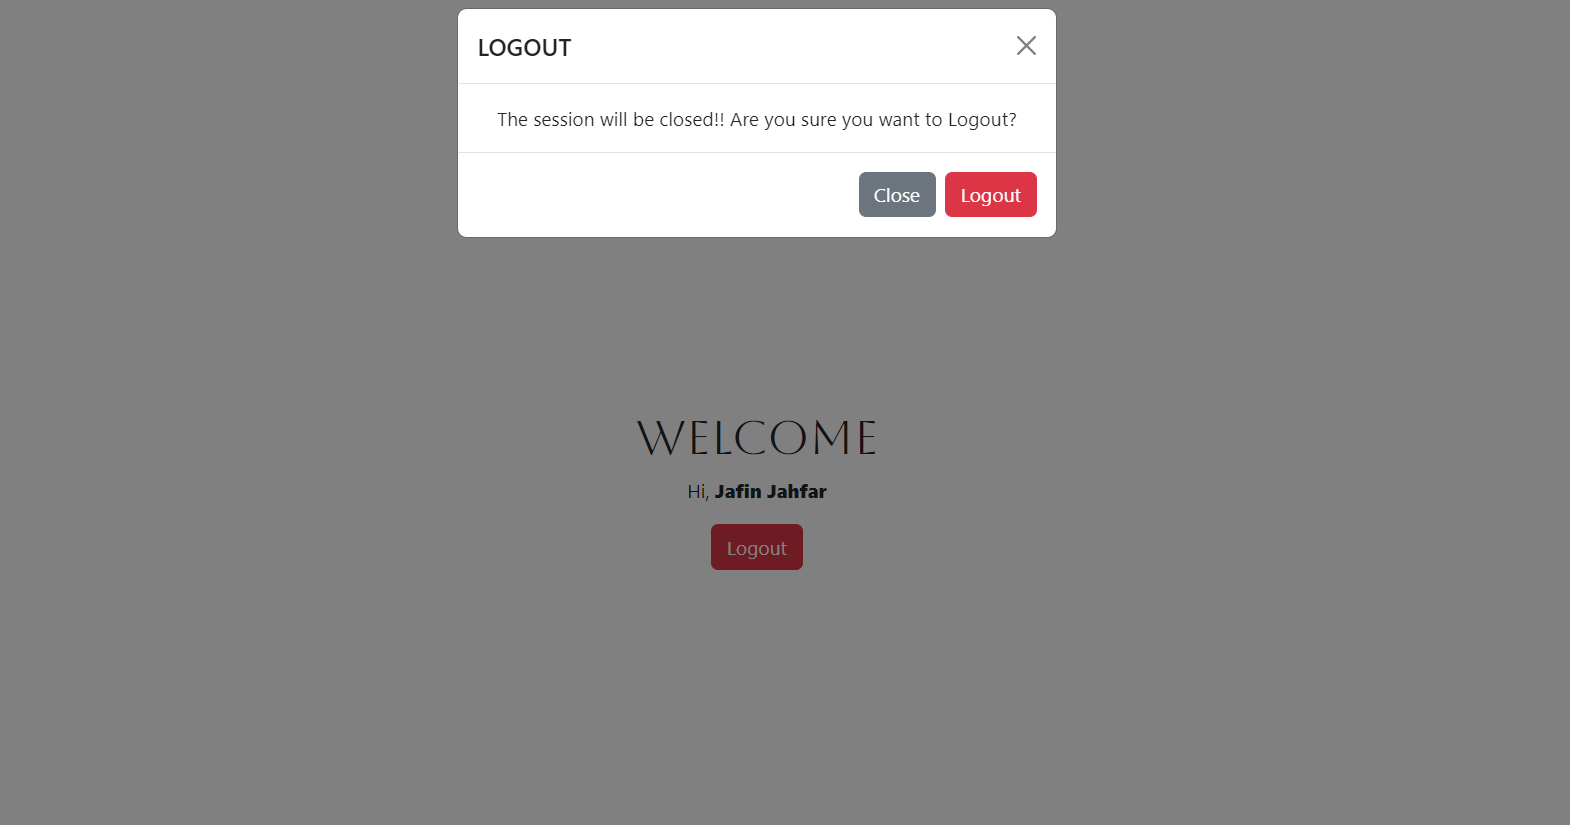 LOGOUT
The session will be closed!! Are you sure you want to Logout?
Close
Logout
WELCOME
Hi, Jafin Jahfar
Logout